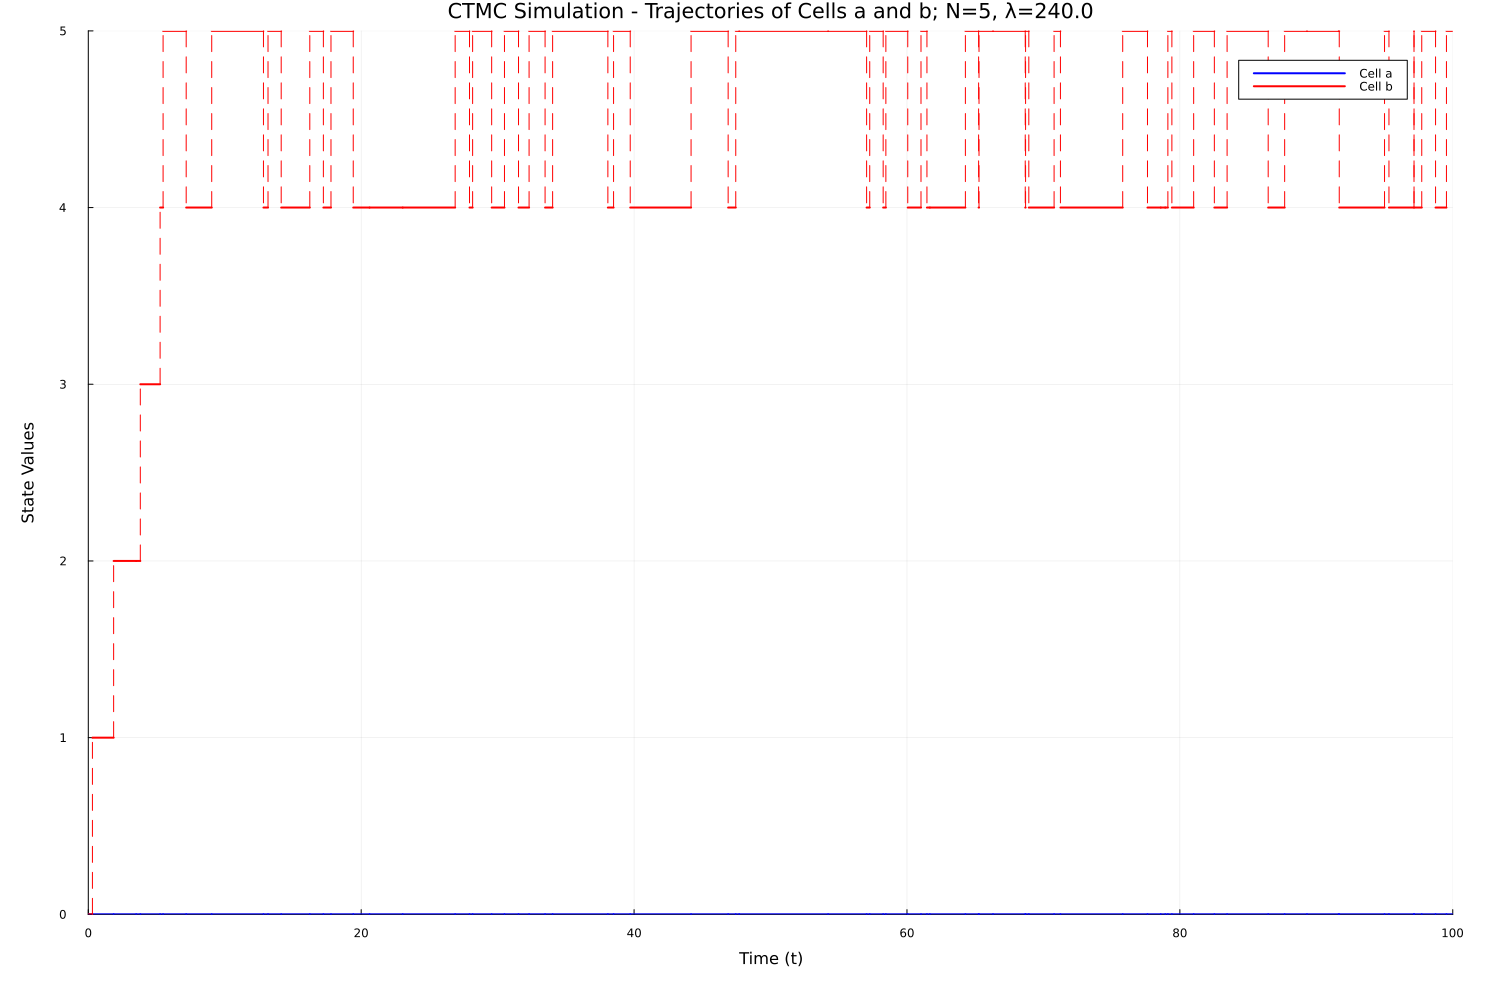 CTMC Simulation - Trajectories of Cells a and b; N=5, λ=240.0
5
Cell a
Cell b
4
3
State Values
2
1
0
0 20 40 60 80 100
Time (t)